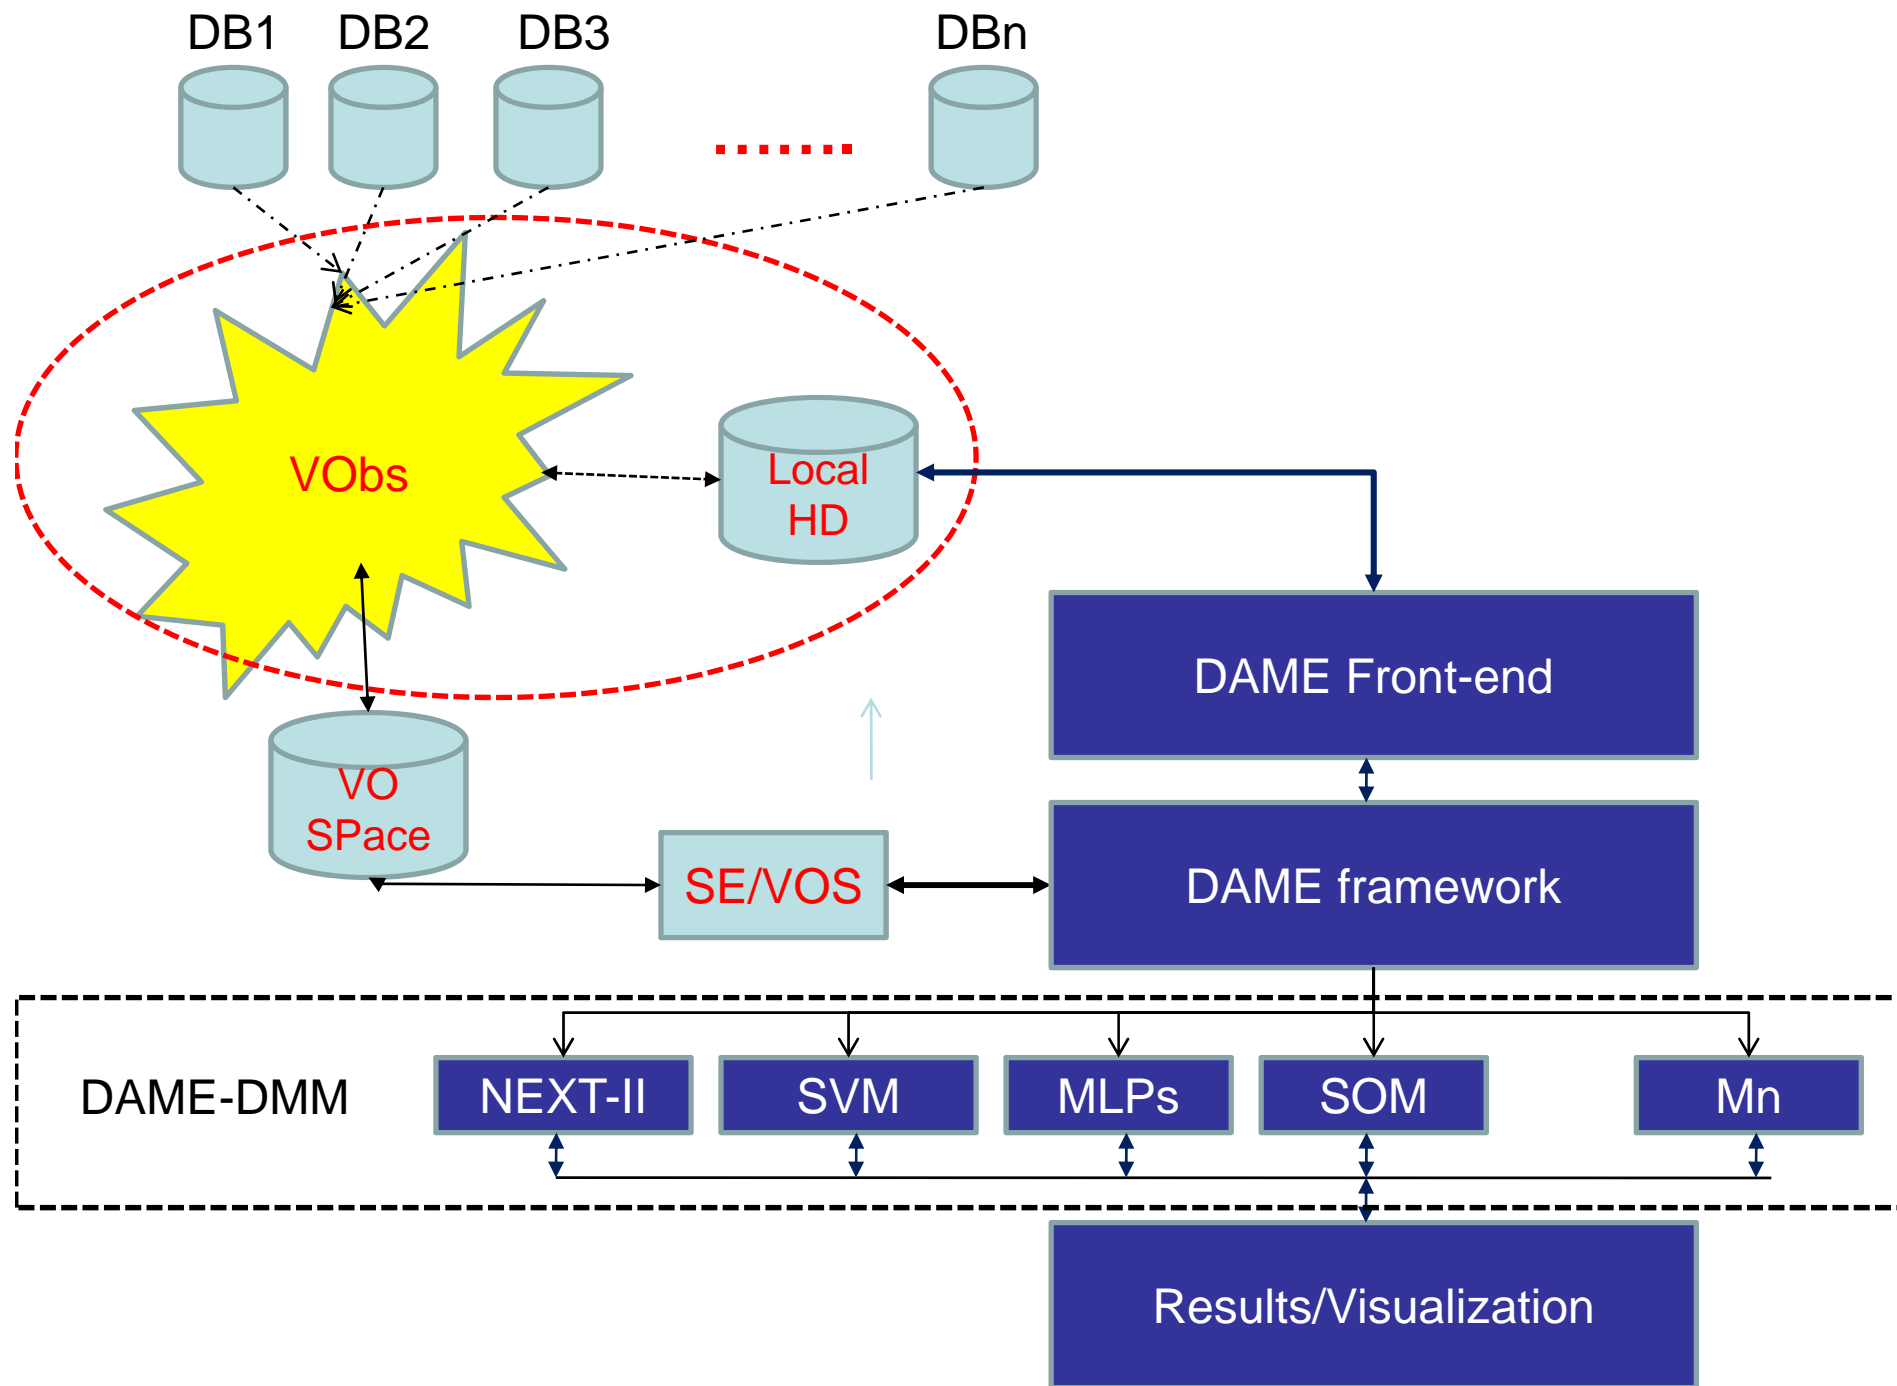 DB1 DB2 DB3 DBn
VObs
Local
HD
DAME Front-end
VO
SPace
SE/VOS
DAME framework
DAME-DMM
NEXT-II
SVM
MLPs
SOM
Mn
Results/Visualization